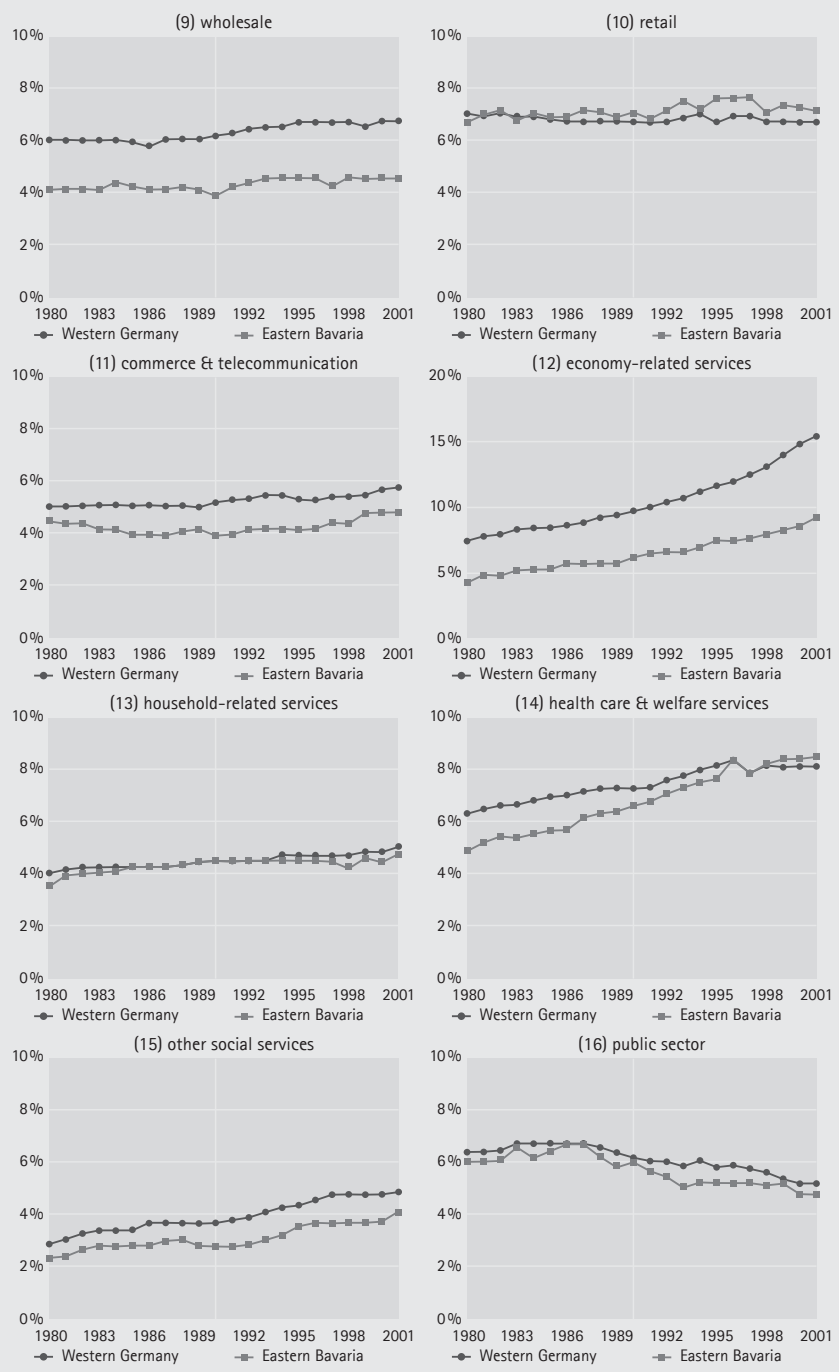 (9) wholesale
10%
8%
6%
4%
2%
0%
1980 1983 1986 1989 1992 1995 1998 2001
Western Germany Eastern Bavaria
(10) retail
10%
8%
6%
4%
2%
0%
1980 1983 1986 1989 1992 1995 1998 2001
Western Germany Eastern Bavaria
(11) commerce & telecommunication
10%
8%
6%
4%
2%
0%
1980 1983 1986 1989 1992 1995 1998 2001
Western Germany Eastern Bavaria
(12) economy-related services
20%
15%
10%
5%
0%
1980 1983 1986 1989 1992 1995 1998 2001
Western Germany Eastern Bavaria
(13) household-related services
10%
8%
6%
4%
2%
0%
1980 1983 1986 1989 1992 1995 1998 2001
Western Germany Eastern Bavaria
(14) health care & welfare services
10%
8%
6%
4%
2%
0%
1980 1983 1986 1989 1992 1995 1998 2001
Western Germany Eastern Bavaria
(15) other social services
10%
8%
6%
4%
2%
0%
1980 1983 1986 1989 1992 1995 1998 2001
Western Germany Eastern Bavaria
(16) public sector
10%
8%
6%
4%
2%
0%
1980 1983 1986 1989 1992 1995 1998 2001
Western Germany Eastern Bavaria